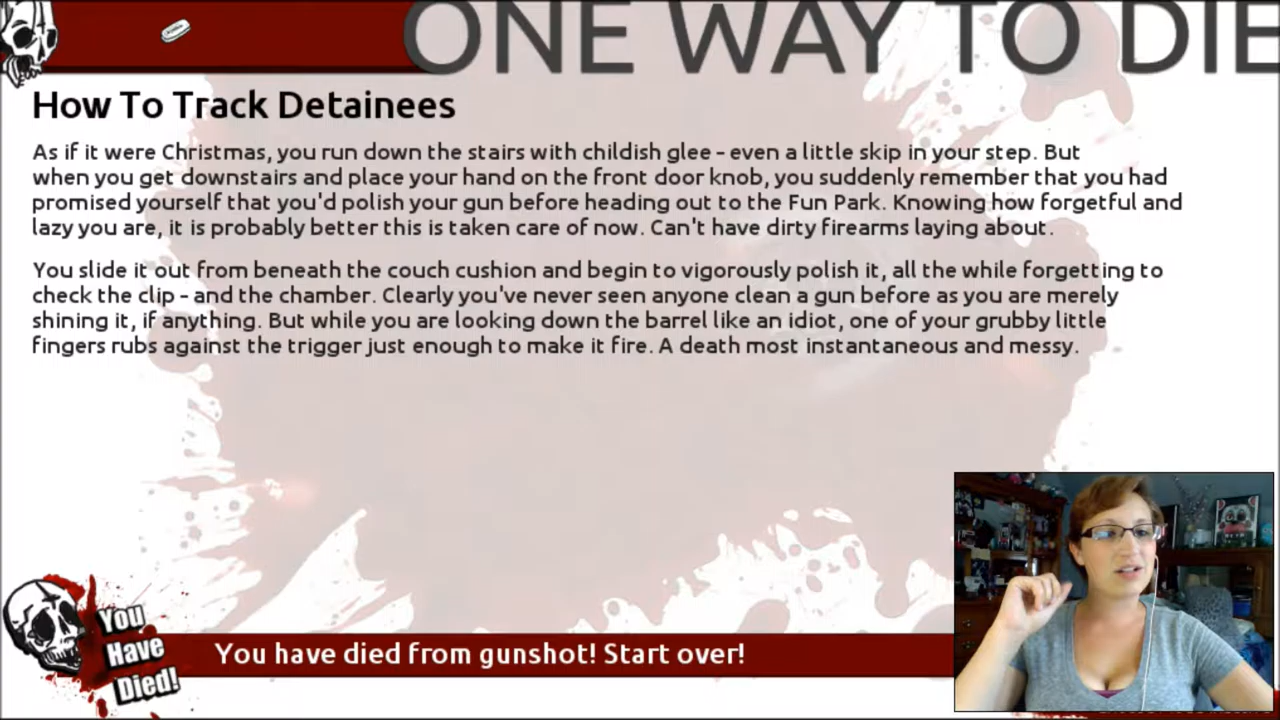 ONE WAY TO DIE
How To Track Detainees
As if it were Christmas, you run down the stairs with childish glee - even a little skip in your step. But
when you get downstairs and place your hand on the front door knob, you suddenly remember that you had
promised yourself that you'd polish your gun before heading out to the Fun Park. Knowing how forgetful and
lazy you are, it is probably better this is taken care of now. Can't have dirty firearms laying about.
You slide it out from beneath the couch cushion and begin to vigorously polish it, all the while forgetting to
check the clip - and the chamber. Clearly you've never seen anyone clean a gun before as you are merely
shining it, if anything. But while you are looking down the barrel like an idiot, one of your grubby little
fingers rubs against the trigger just enough to make it fire. A death most instantaneous and messy.
You
Have
Died!
You have died from gunshot! Start over!